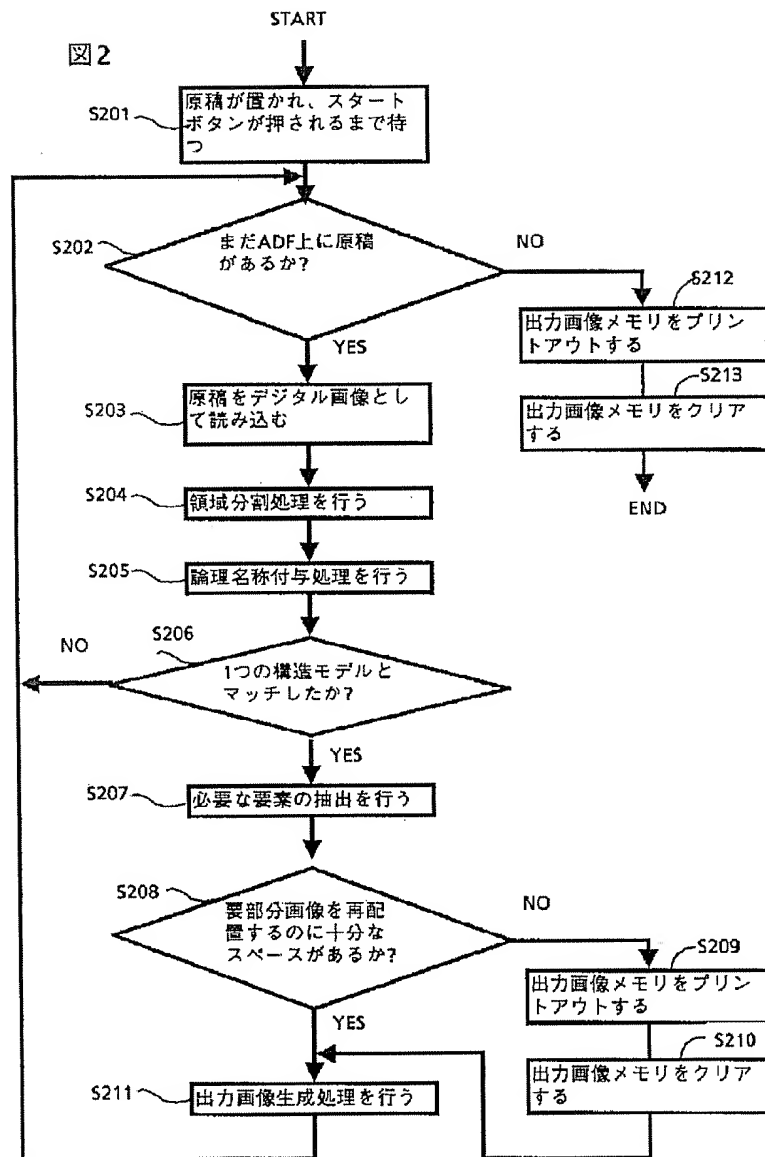 START
図2
S201
原稿が置かれ、スタート
ボタンが押されるまで待
つ
S202
まだADF上に原稿
があるか?
NO
YES
S212
出力画像メモリをプリン
トアウトする
S213
出力画像メモリをクリア
する
END
S203
原稿をデジタル画像とし
て読み込む
S204
領域分割処理を行う
S205
論理名称付与処理を行う
S206
1つの構造モデルと
マッチしたか?
NO
YES
S207
必要な要素の抽出を行う
S208
要部分画像を再配
置するのに十分な
スペースがあるか?
NO
YES
S209
出力画像メモリをプリン
トアウトする
S210
出力画像メモリをクリア
する
S211
出力画像生成処理を行う